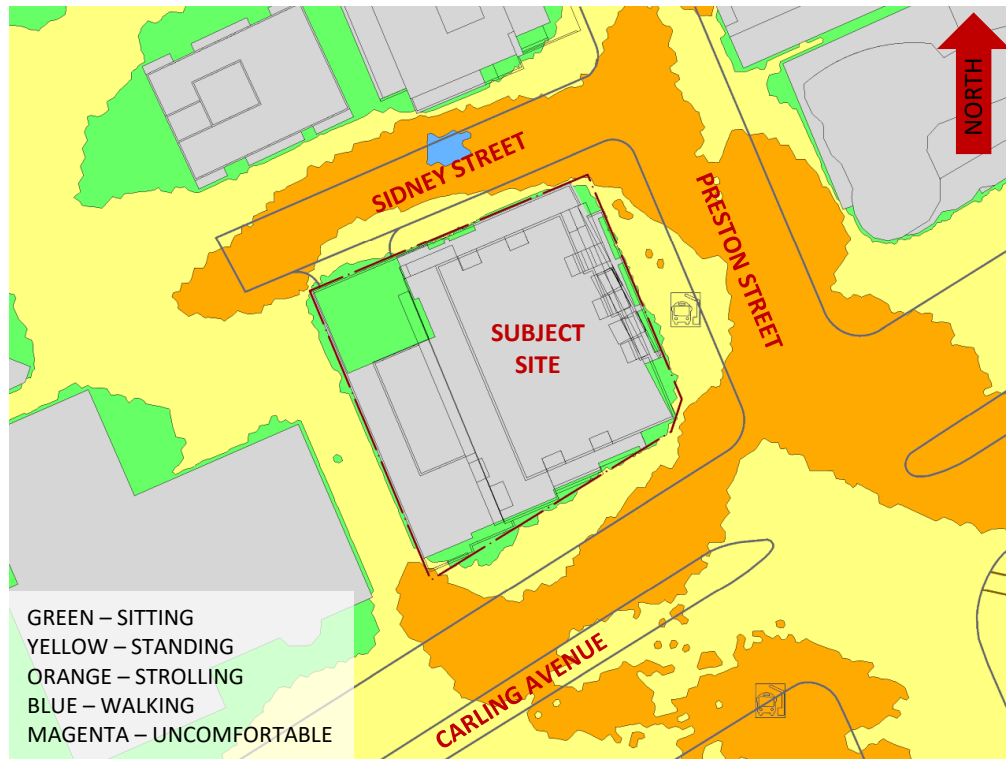 NORTH
SIDNEY STREET
PRESTON STREET
SUBJECT
SITE
CARLING AVENUE
GREEN – SITTING
YELLOW – STANDING
ORANGE – STROLLING
BLUE – WALKING
MAGENTA – UNCOMFORTABLE